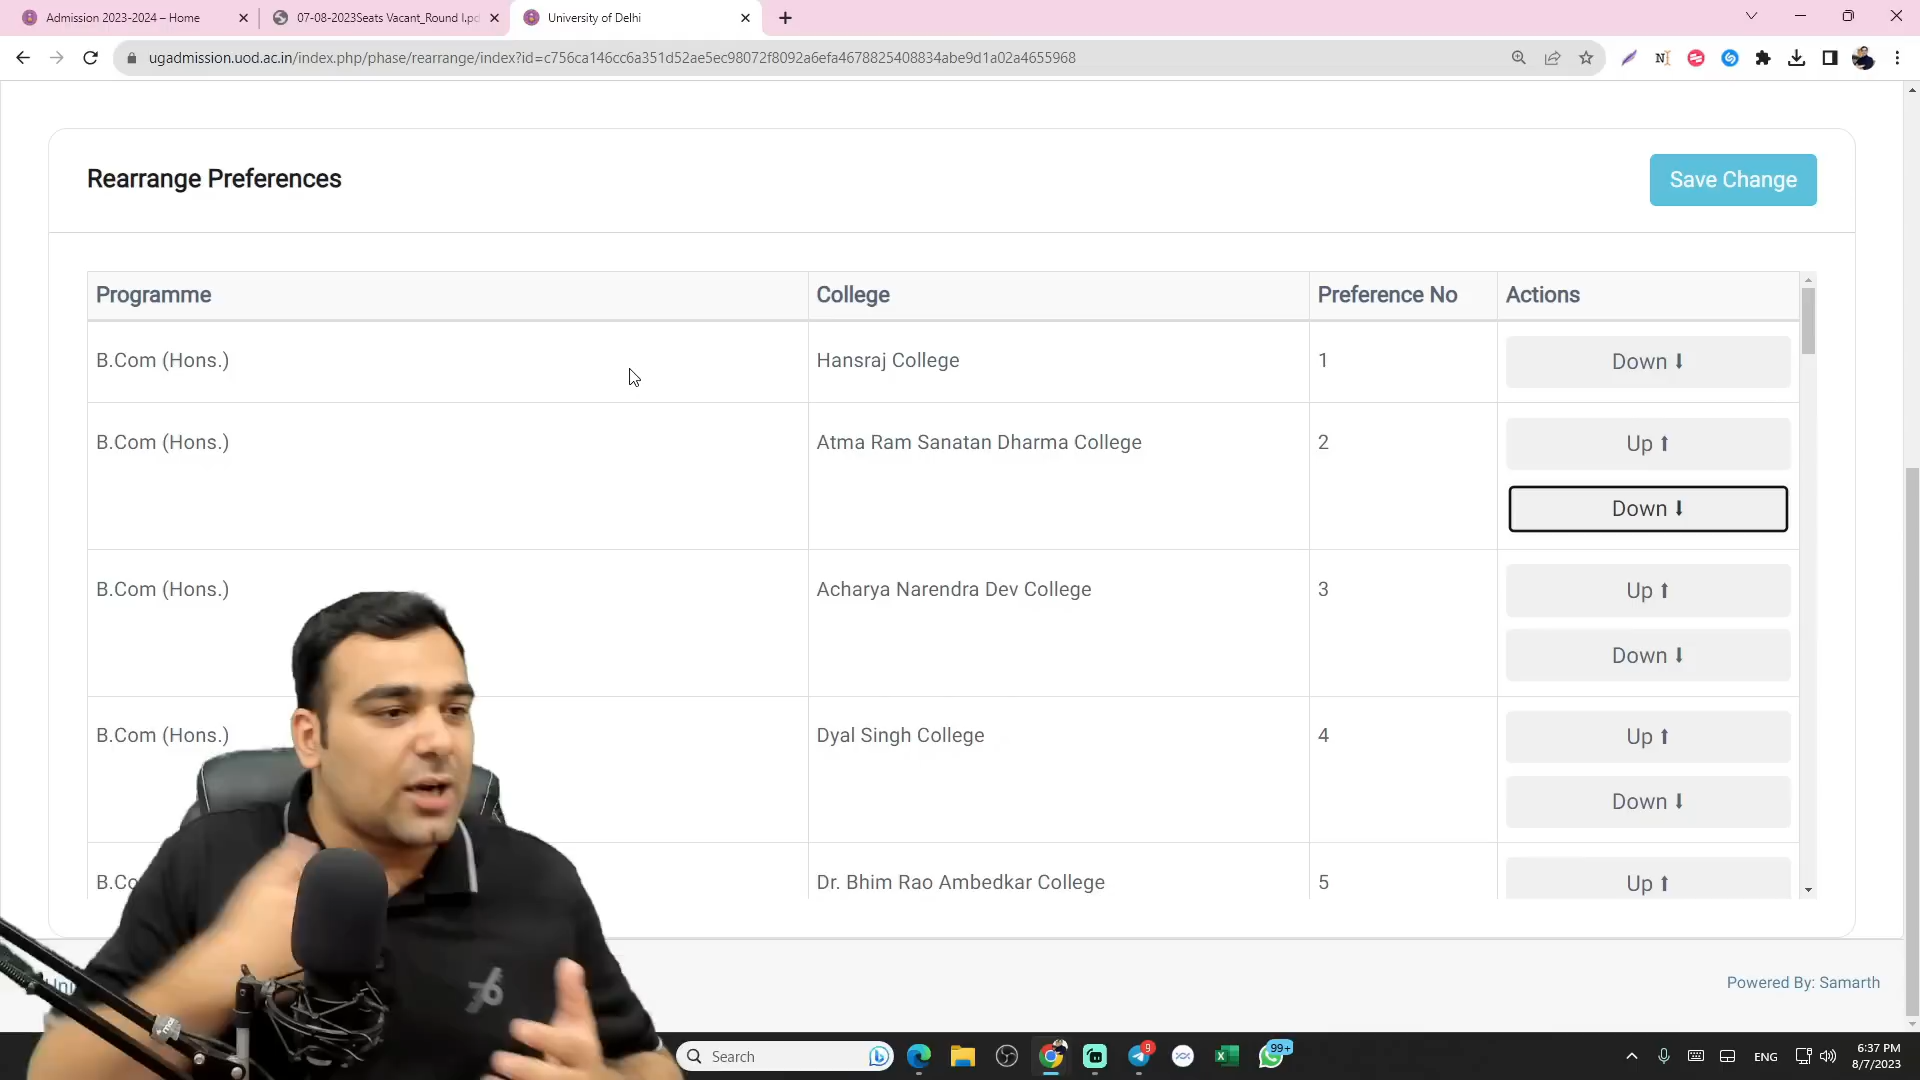 Admission 2023-2024 – Home
07-08-2023Seats Vacant_Round I.pd
University of Delhi
ugadmission.uod.ac.in/index.php/phase/rearrange/index?id=c756ca146cc6a351d52ae5ec98072f8092a6efa4678825408834abe9d1a02a4655968
Rearrange Preferences
Save Change
Programme College Preference No Actions
B.Com (Hons.) Hansraj College 1 Down ⬇
B.Com (Hons.) Atma Ram Sanatan Dharma College 2 Up ⬆
Down ⬇
B.Com (Hons.) Acharya Narendra Dev College 3 Up ⬆
Down ⬇
B.Com (Hons.) Dyal Singh College 4 Up ⬆
Down ⬇
B.Co Dr. Bhim Rao Ambedkar College 5 Up ⬆
Powered By: Samarth
Search
9
99+
ENG
6:37 PM
8/7/2023